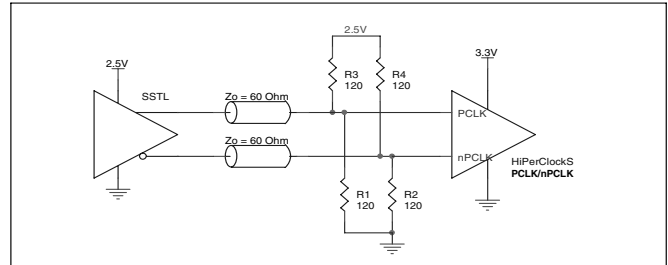 2.5V
2.5V
3.3V
SSTL
R3
120
R4
120
Zo = 60 Ohm
PCLK
Zo = 60 Ohm
nPCLK
HiPerClockS
PCLK/nPCLK
R1
120
R2
120